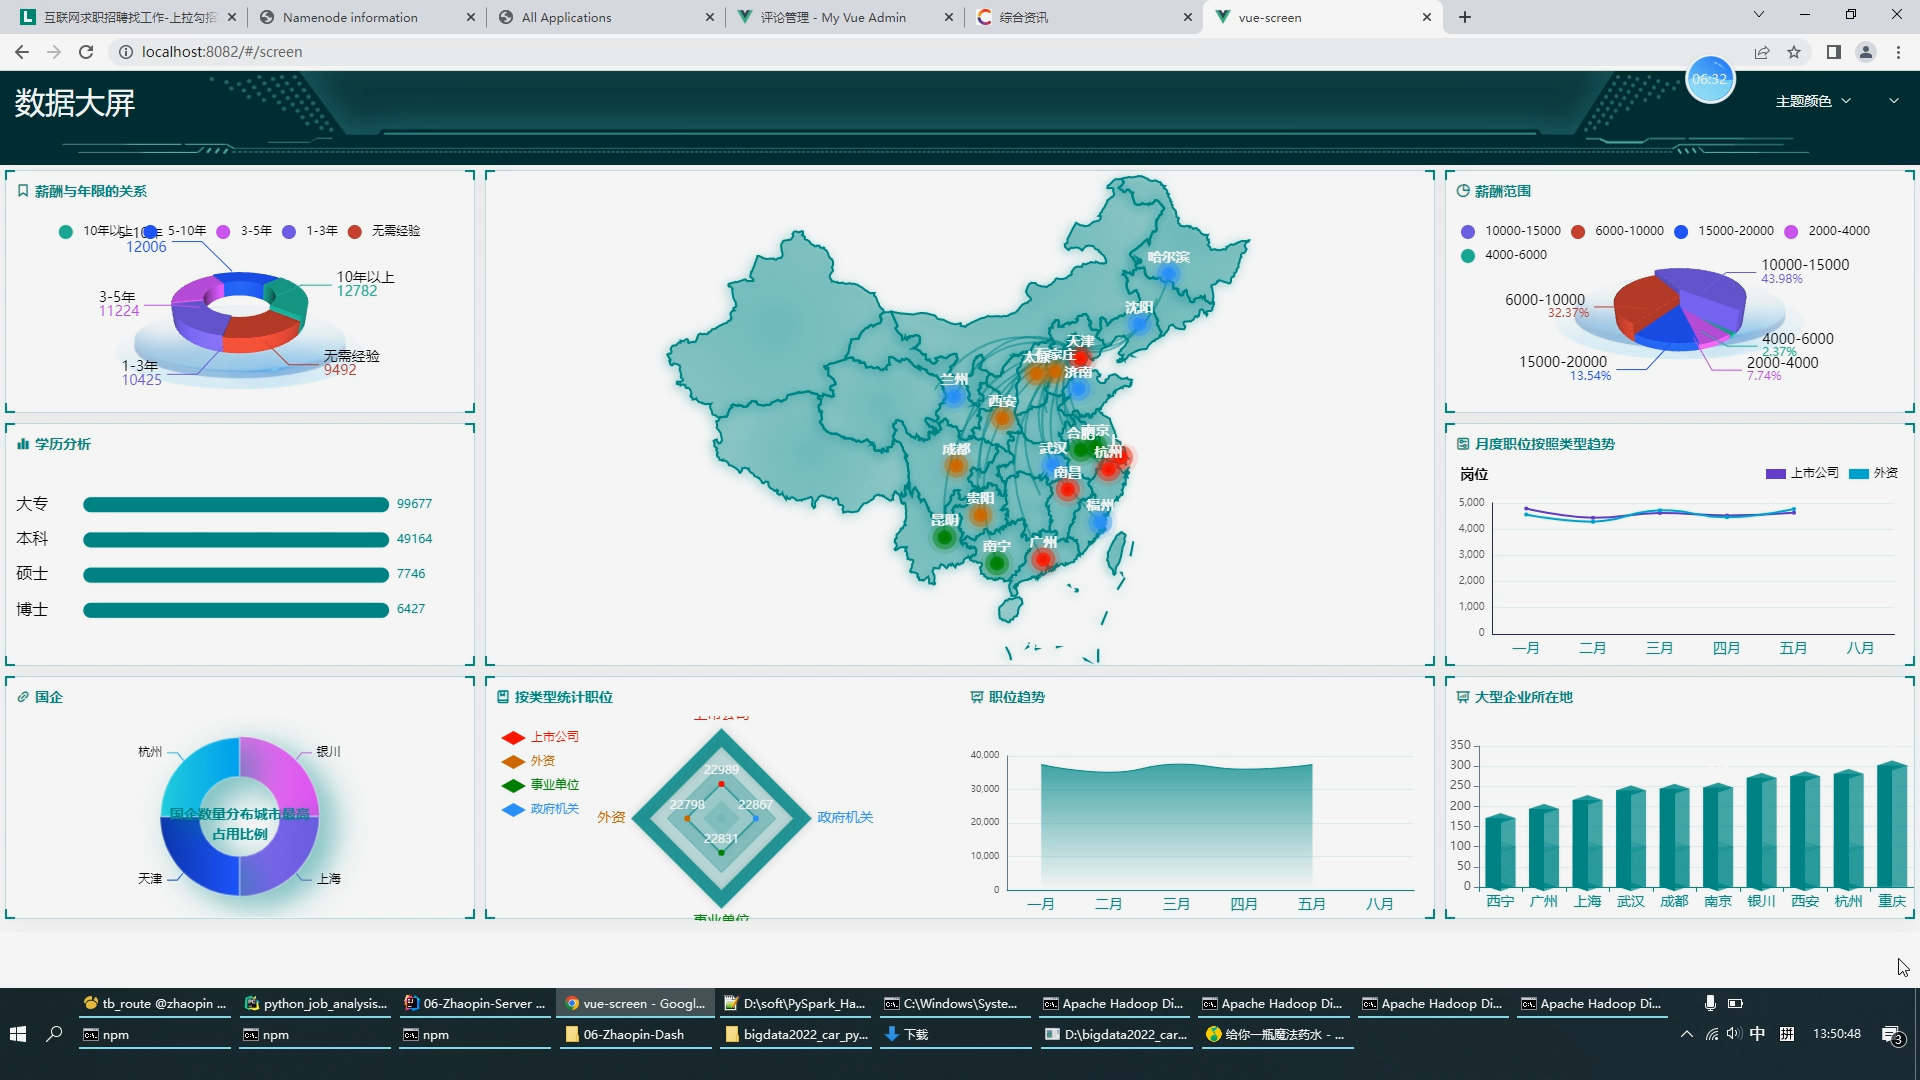 互联网求职招聘找工作-上拉勾招
Namenode information
All Applications
评论管理 - My Vue Admin
综合资讯
vue-screen
localhost:8082/#/screen
06:32
数据大屏
主题颜色
薪酬与年限的关系
10年以上
5-10年
3-5年
1-3年
无需经验
5-10年
12006
10年以上
12782
3-5年
11224
1-3年
10425
无需经验
9492
学历分析
大专
99677
本科
49164
硕士
7746
博士
6427
国企
杭州
银川
国企数量分布城市最高
占用比例
天津
上海
哈尔滨
沈阳
天津
太原
石家庄
济南
兰州
西安
成都
武汉
合肥
南京
杭州
南昌
贵阳
福州
昆明
南宁
广州
按类型统计职位
上市公司
外资
事业单位
政府机关
上市公司
22989
22798
22867
外资
政府机关
22831
事业单位
职位趋势
40,000
30,000
20,000
10,000
0
一月
二月
三月
四月
五月
八月
薪酬范围
10000-15000
6000-10000
15000-20000
2000-4000
4000-6000
10000-15000
43.98%
6000-10000
32.37%
4000-6000
2.37%
15000-20000
13.54%
2000-4000
7.74%
月度职位按照类型趋势
岗位
上市公司
外资
5,000
4,000
3,000
2,000
1,000
0
一月
二月
三月
四月
五月
八月
大型企业所在地
350
300
250
200
150
100
50
0
西宁
广州
上海
武汉
成都
南京
银川
西安
杭州
重庆
tb_route @zhaopin ...
python_job_analysis...
06-Zhaopin-Server ...
vue-screen - Googl...
D:\soft\PySpark_Ha...
C:\Windows\Syste...
Apache Hadoop Di...
Apache Hadoop Di...
Apache Hadoop Di...
Apache Hadoop Di...
npm
npm
npm
06-Zhaopin-Dash
bigdata2022_car_py...
下载
D:\bigdata2022_car...
给你一瓶魔法药水 - ...
中
拼
13:50:48
3